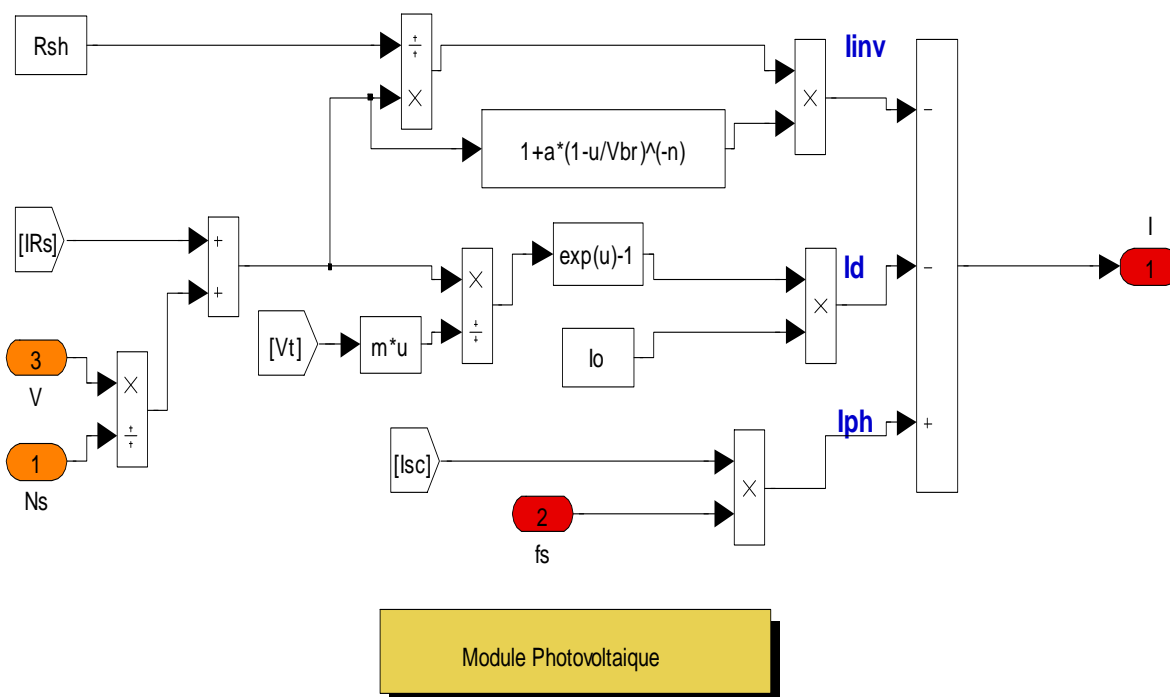 Rsh
÷
×
Iinv
×
−
1+a*(1-u/Vbr)^(-n)
[IRs]
+
+
exp(u)-1
Id
×
−
I
1
×
÷
[Vt]
m*u
Io
3
V
×
÷
1
Ns
Iph
+
[Isc]
×
2
fs
Module Photovoltaique